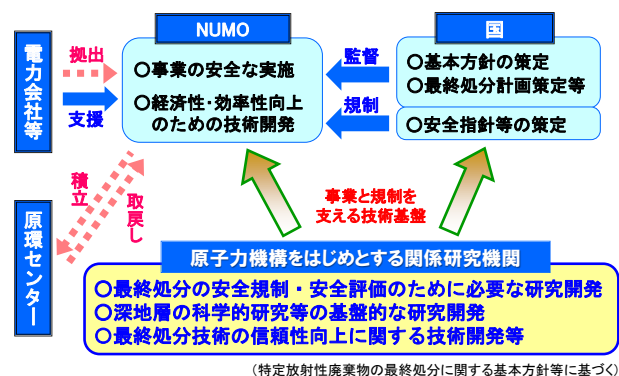 電力会社等
拠出
支援
NUMO
○事業の安全な実施
○経済性・効率性向上
のための技術開発
監督
規制
国
○基本方針の策定
○最終処分計画策定等
○安全指針等の策定
積立
取戻し
原環センター
事業と規制を
支える技術基盤
原子力機構をはじめとする関係研究機関
○最終処分の安全規制・安全評価のために必要な研究開発
○深地層の科学的研究等の基盤的な研究開発
○最終処分技術の信頼性向上に関する技術開発等
（特定放射性廃棄物の最終処分に関する基本方針等に基づく）